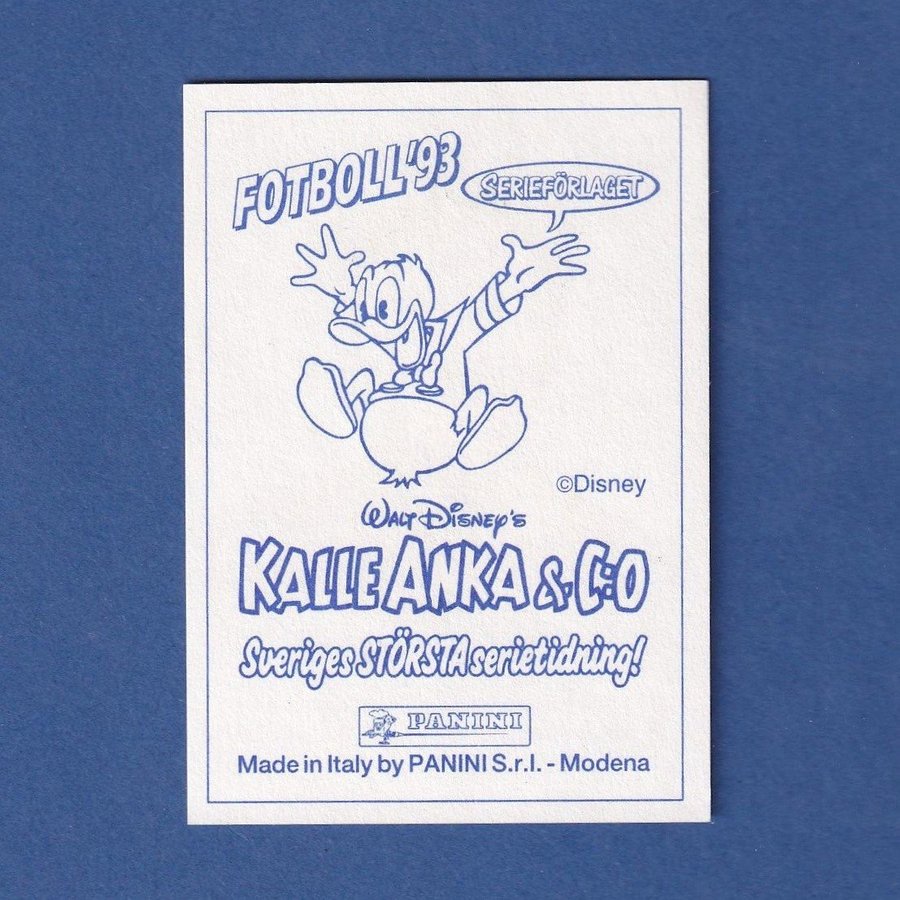 FOTBOLL '93
SERIEFÖRLAGET
©Disney
WALT DISNEY'S
KALLE ANKA & C:O
Sveriges STÖRSTA serietidning!
PANINI
Made in Italy by PANINI S.r.l. - Modena